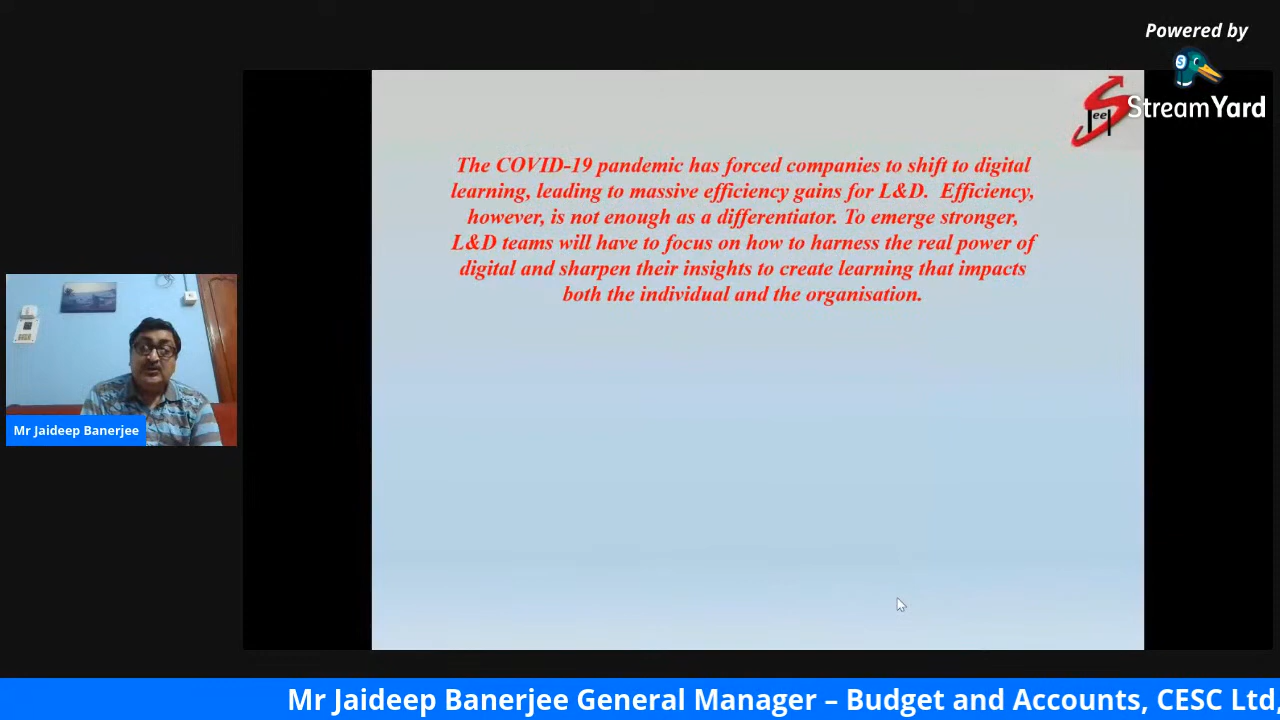 Powered by
StreamYard
The COVID-19 pandemic has forced companies to shift to digital
learning, leading to massive efficiency gains for L&D. Efficiency,
however, is not enough as a differentiator. To emerge stronger,
L&D teams will have to focus on how to harness the real power of
digital and sharpen their insights to create learning that impacts
both the individual and the organisation.
Mr Jaideep Banerjee
Mr Jaideep Banerjee General Manager – Budget and Accounts, CESC Ltd,